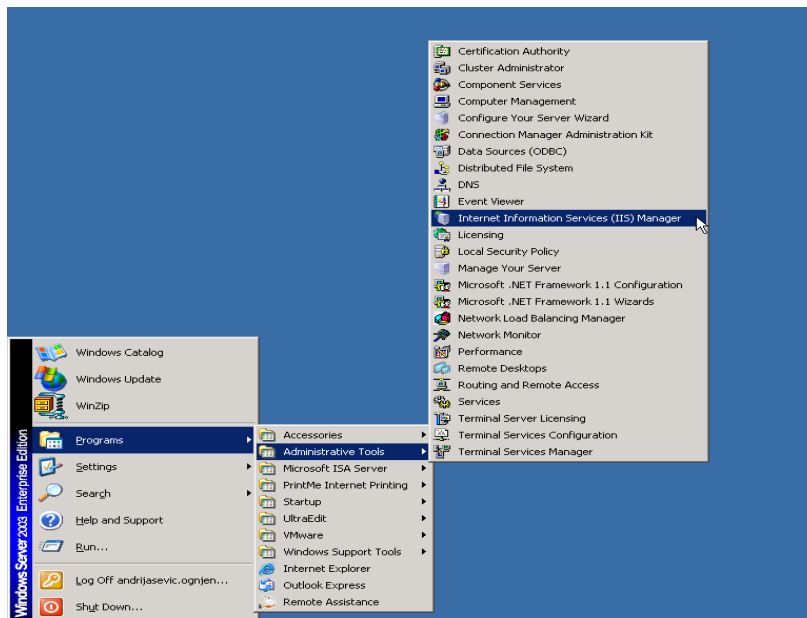 Certification Authority
Cluster Administrator
Component Services
Computer Management
Configure Your Server Wizard
Connection Manager Administration Kit
Data Sources (ODBC)
Distributed File System
DNS
Event Viewer
Internet Information Services (IIS) Manager
Licensing
Local Security Policy
Manage Your Server
Microsoft .NET Framework 1.1 Configuration
Microsoft .NET Framework 1.1 Wizards
Network Load Balancing Manager
Network Monitor
Performance
Remote Desktops
Routing and Remote Access
Services
Terminal Server Licensing
Terminal Services Configuration
Terminal Services Manager
Windows Catalog
Windows Update
WinZip
Programs
Settings
Search
Help and Support
Run...
Log Off andrijasevic.ognjen...
Shut Down...
Windows Server 2003 Enterprise Edition
Accessories
Administrative Tools
Microsoft ISA Server
PrintMe Internet Printing
Startup
UltraEdit
VMware
Windows Support Tools
Internet Explorer
Outlook Express
Remote Assistance